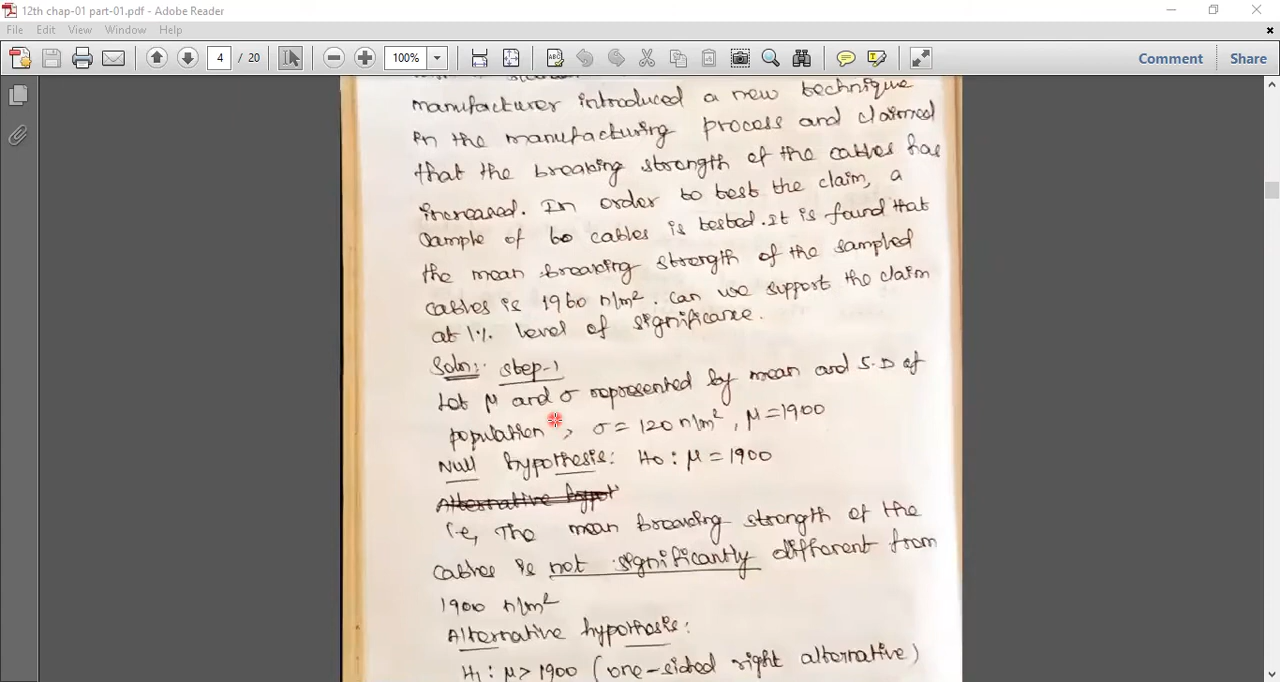 12th chap-01 part-01.pdf - Adobe Reader
File Edit View Window Help
4 / 20 100% Comment Share
manufacturer introduced a new technique
in the manufacturing process and claimed
that the breaking strength of the cables has
increased. In order to test the claim, a
sample of 60 cables is tested. It is found that
the mean breaking strength of the sampled
cables is 1960 n/m². Can we support the claim
at 1% level of significance.
Soln: Step-1
Let μ and σ represented by mean and S.D of
population, σ = 120 n/m², μ = 1900
Null hypothesis: H₀ : μ = 1900
Alternative
i.e, The mean breaking strength of the
cables is not significantly different from
1900 n/m²
Alternative hypothesis:
H₁ : μ > 1900 (one-sided right alternative)